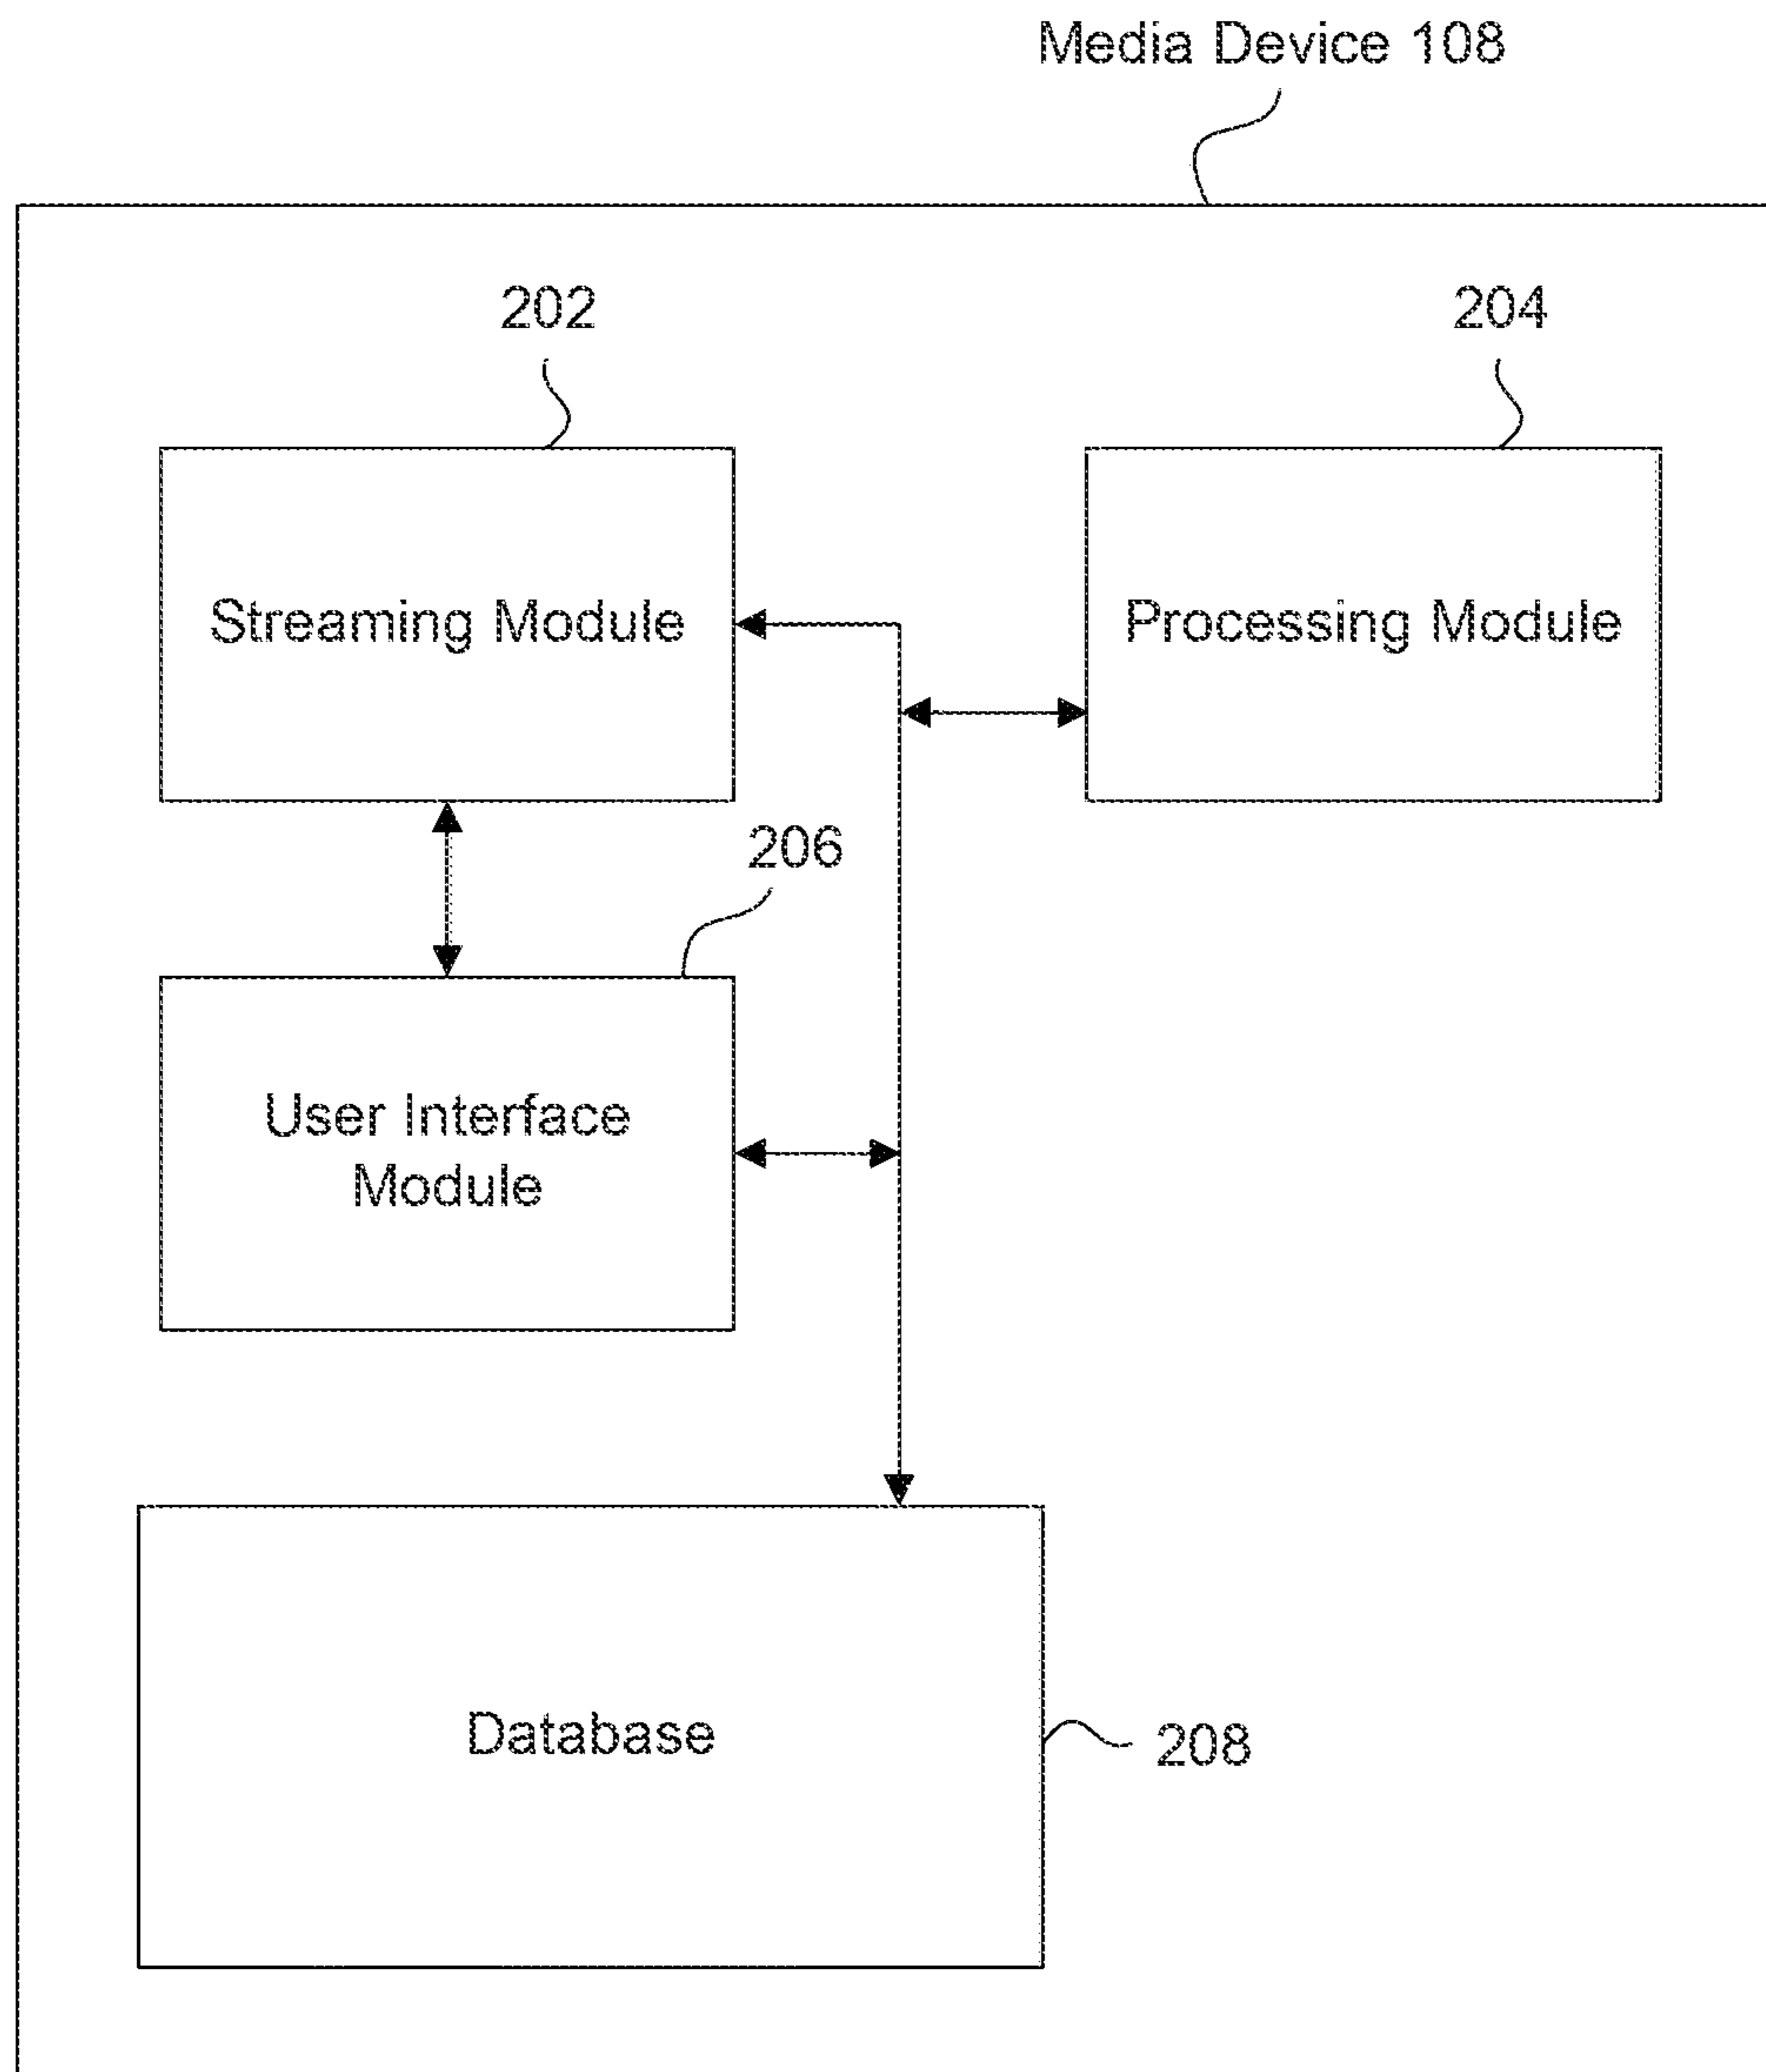 Media Device 108
202
204
Streaming Module
Processing Module
206
User Interface
Module
Database
208